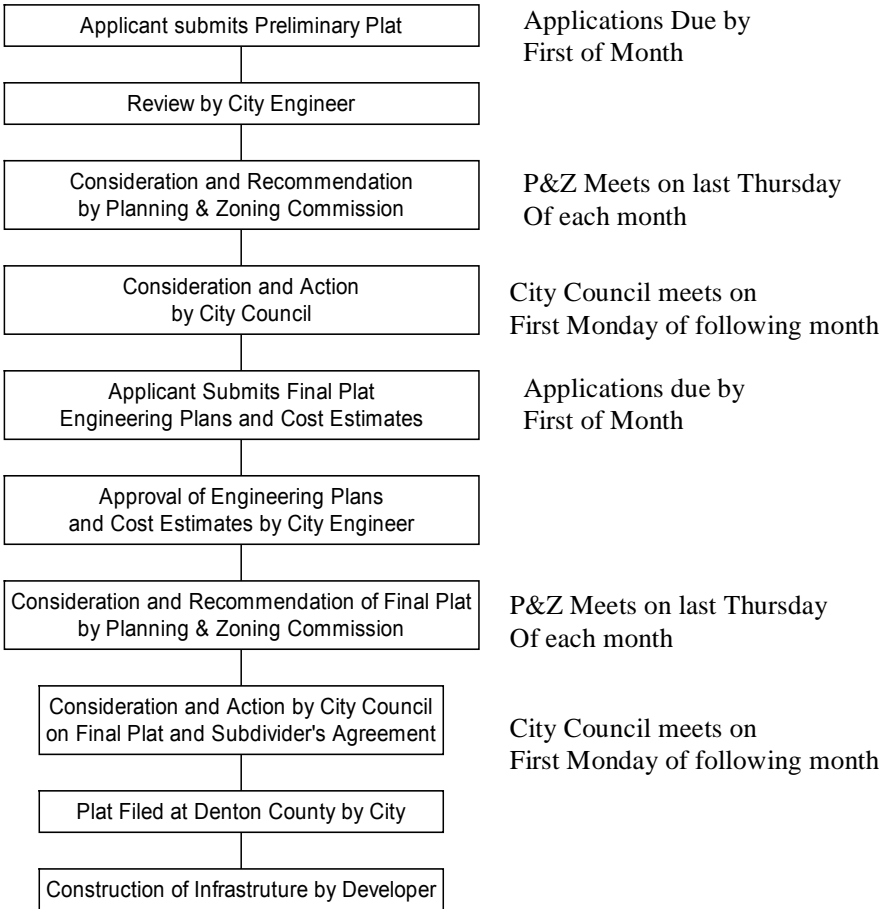 Applicant submits Preliminary Plat
Applications Due by
First of Month
Review by City Engineer
Consideration and Recommendation
by Planning & Zoning Commission
P&Z Meets on last Thursday
Of each month
Consideration and Action
by City Council
City Council meets on
First Monday of following month
Applicant Submits Final Plat
Engineering Plans and Cost Estimates
Applications due by
First of Month
Approval of Engineering Plans
and Cost Estimates by City Engineer
Consideration and Recommendation of Final Plat
by Planning & Zoning Commission
P&Z Meets on last Thursday
Of each month
Consideration and Action by City Council
on Final Plat and Subdivider's Agreement
City Council meets on
First Monday of following month
Plat Filed at Denton County by City
Construction of Infrastruture by Developer